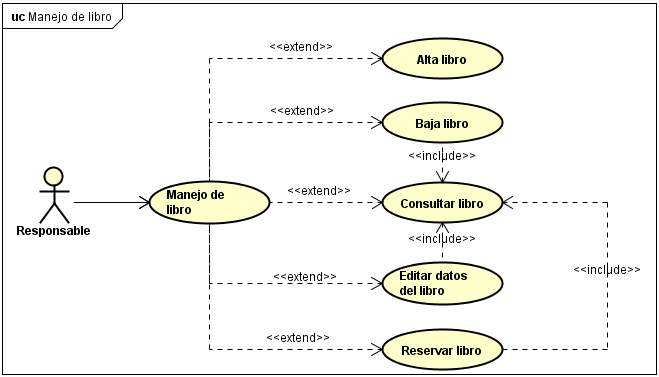 uc Manejo de libro
<<extend>>
Alta libro
<<extend>>
Baja libro
<<include>>
Responsable
Manejo de
libro
<<extend>>
Consultar libro
<<include>>
<<extend>>
Editar datos
del libro
<<include>>
<<extend>>
Reservar libro